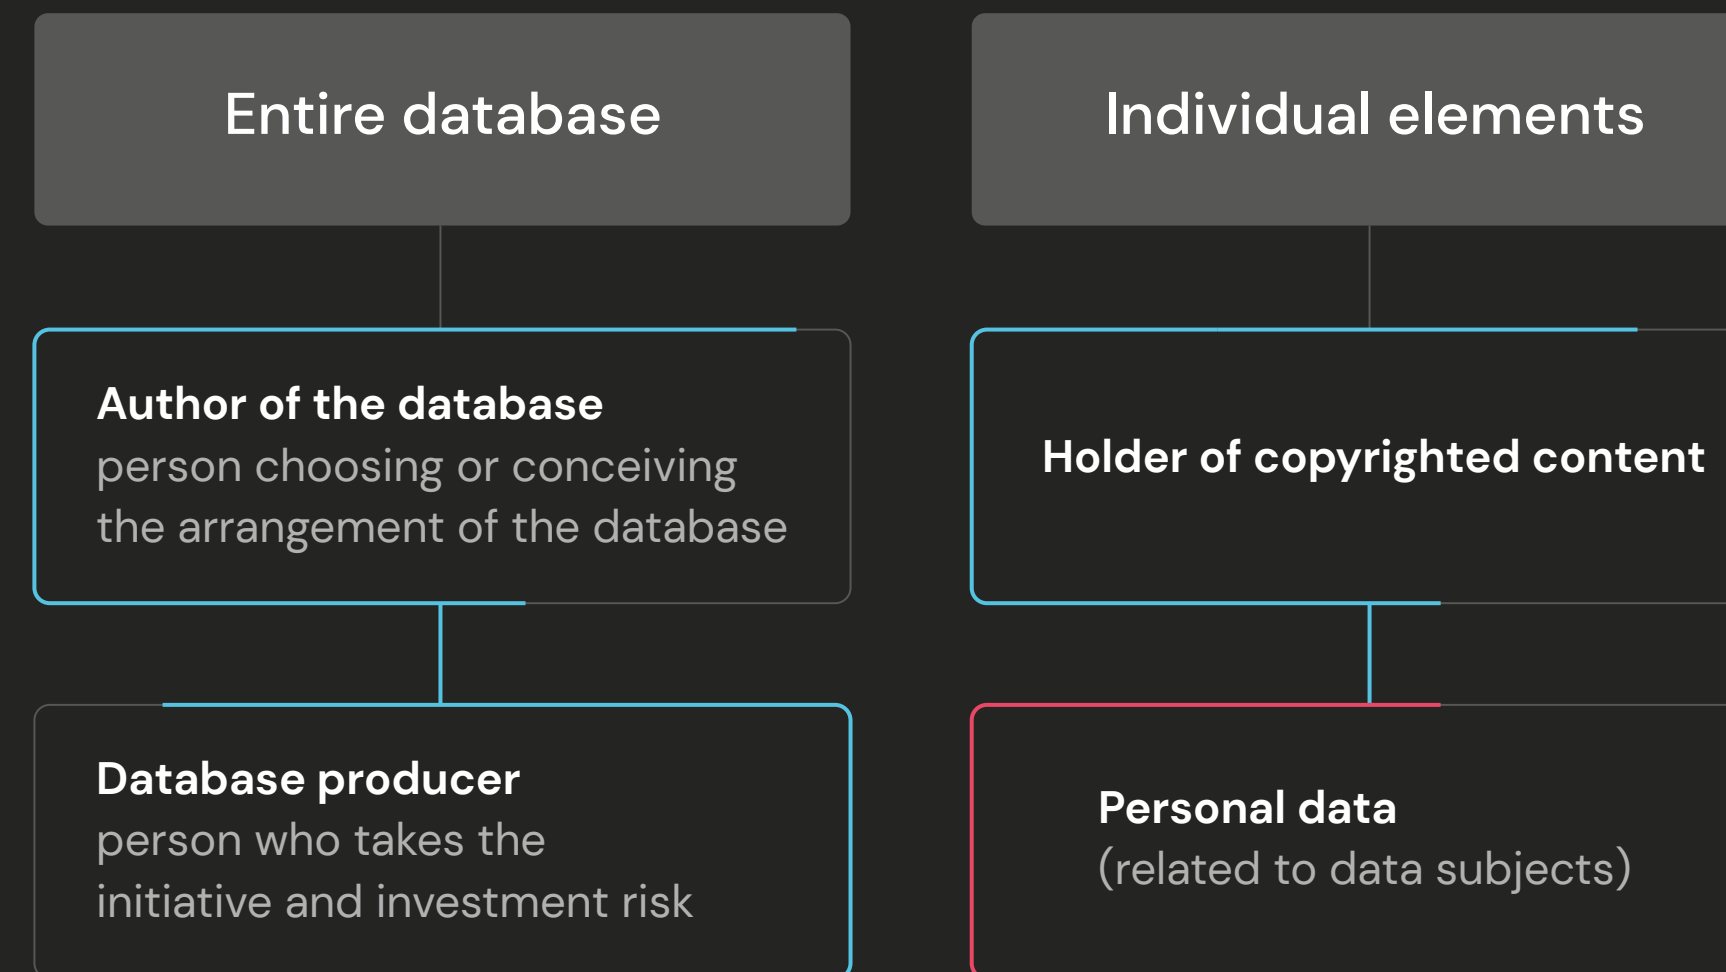 Entire database
Author of the database
person choosing or conceiving
the arrangement of the database
Database producer
person who takes the
initiative and investment risk
Individual elements
Holder of copyrighted content
Personal data
(related to data subjects)